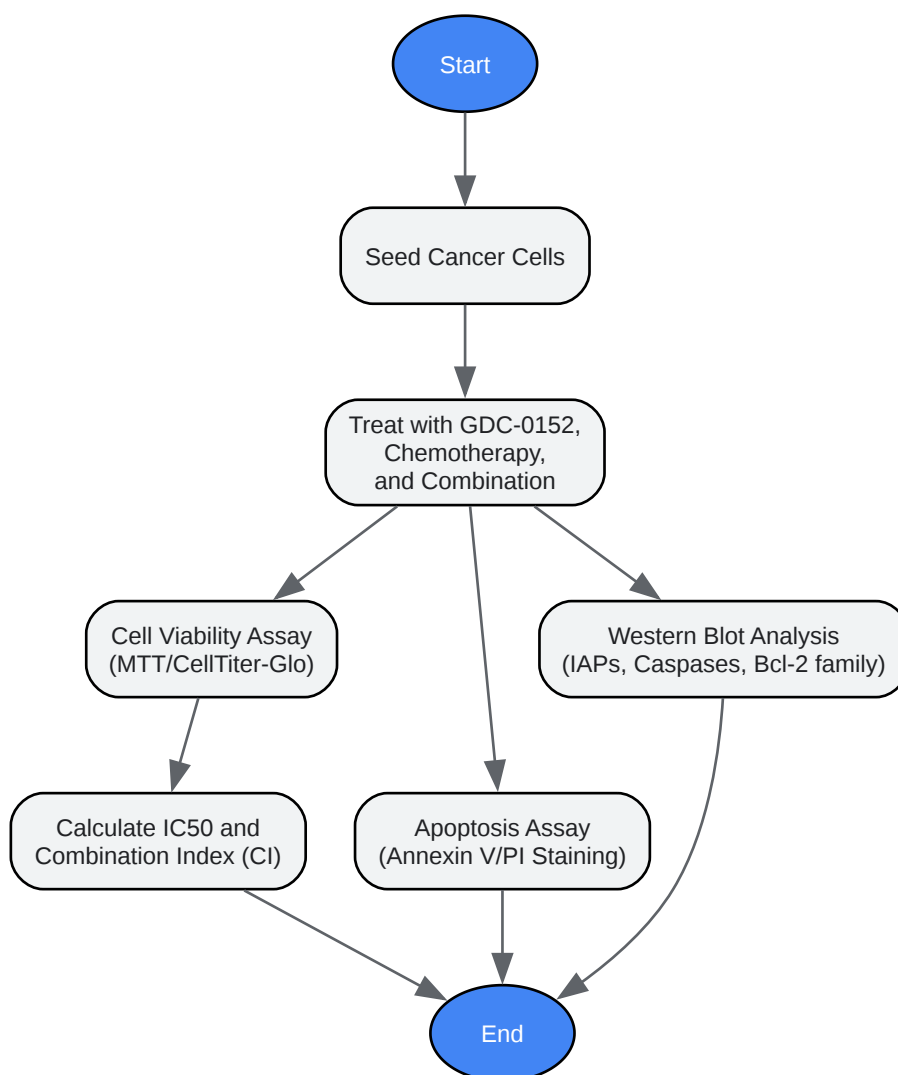 Start
Seed Cancer Cells
Treat with GDC-0152,
Chemotherapy,
and Combination
Cell Viability Assay
(MTT/CellTiter-Glo)
Western Blot Analysis
(IAPs, Caspases, Bcl-2 family)
Calculate IC50 and
Combination Index (CI)
Apoptosis Assay
(Annexin V/PI Staining)
End